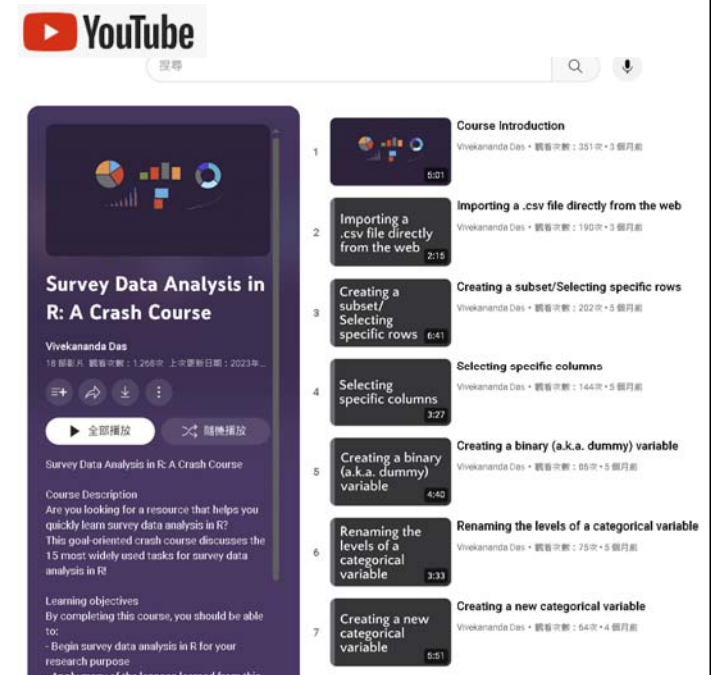 YouTube
搜尋
Survey Data Analysis in
R: A Crash Course
Vivekananda Das
18 部影片 觀看次數：1,268次 上次更新日期：2023年...
全部播放
隨機播放
Survey Data Analysis in R: A Crash Course
Course Description
Are you looking for a resource that helps you
quickly learn survey data analysis in R?
This goal-oriented crash course discusses the
15 most widely used tasks for survey data
analysis in R!
Learning objectives
By completing this course, you should be able
to:
- Begin survey data analysis in R for your
research purpose
- Apply many of the lessons learned from this
1
5:01
Course Introduction
Vivekananda Das • 觀看次數：351次 • 3 個月前
2
Importing a
.csv file directly
from the web
2:15
Importing a .csv file directly from the web
Vivekananda Das • 觀看次數：190次 • 3 個月前
3
Creating a
subset/
Selecting
specific rows
6:41
Creating a subset/Selecting specific rows
Vivekananda Das • 觀看次數：202次 • 5 個月前
4
Selecting
specific columns
3:27
Selecting specific columns
Vivekananda Das • 觀看次數：144次 • 5 個月前
5
Creating a binary
(a.k.a. dummy)
variable
4:40
Creating a binary (a.k.a. dummy) variable
Vivekananda Das • 觀看次數：• 5 個月前
6
Renaming the
levels of a
categorical
variable
3:33
Renaming the levels of a categorical variable
Vivekananda Das • 觀看次數：75次 • 5 個月前
7
Creating a new
categorical
variable
5:51
Creating a new categorical variable
Vivekananda Das • 觀看次數：64次 • 4 個月前